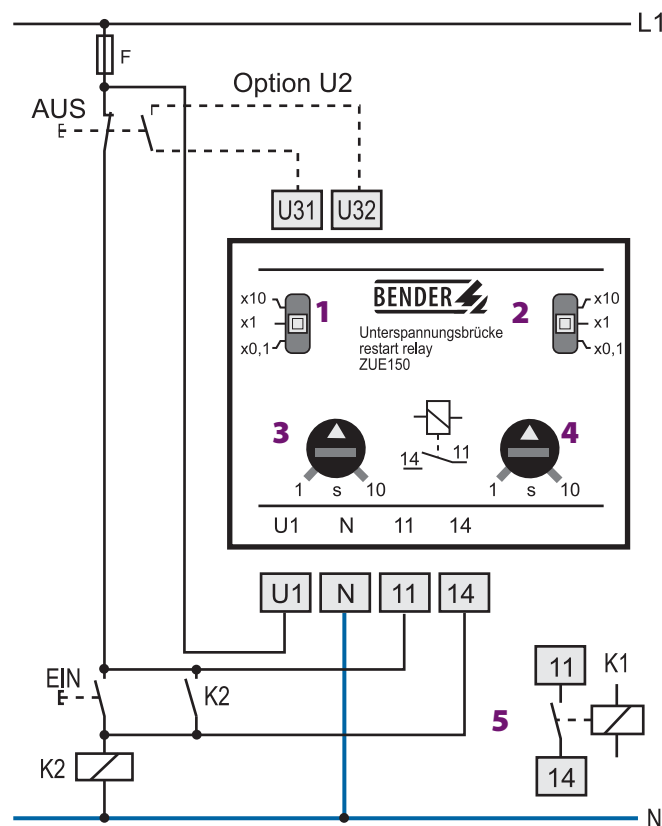 L1
F
Option U2
AUS
U31 U32
BENDER
x10 1 2 x10
x1 x1
x0,1 x0,1
Unterspannungsbrücke
restart relay
ZUE150
3 4
14 11
1 s 10 1 s 10
U1 N 11 14
U1 N 11 14
EIN K2 11 K1
5
K2 14
N